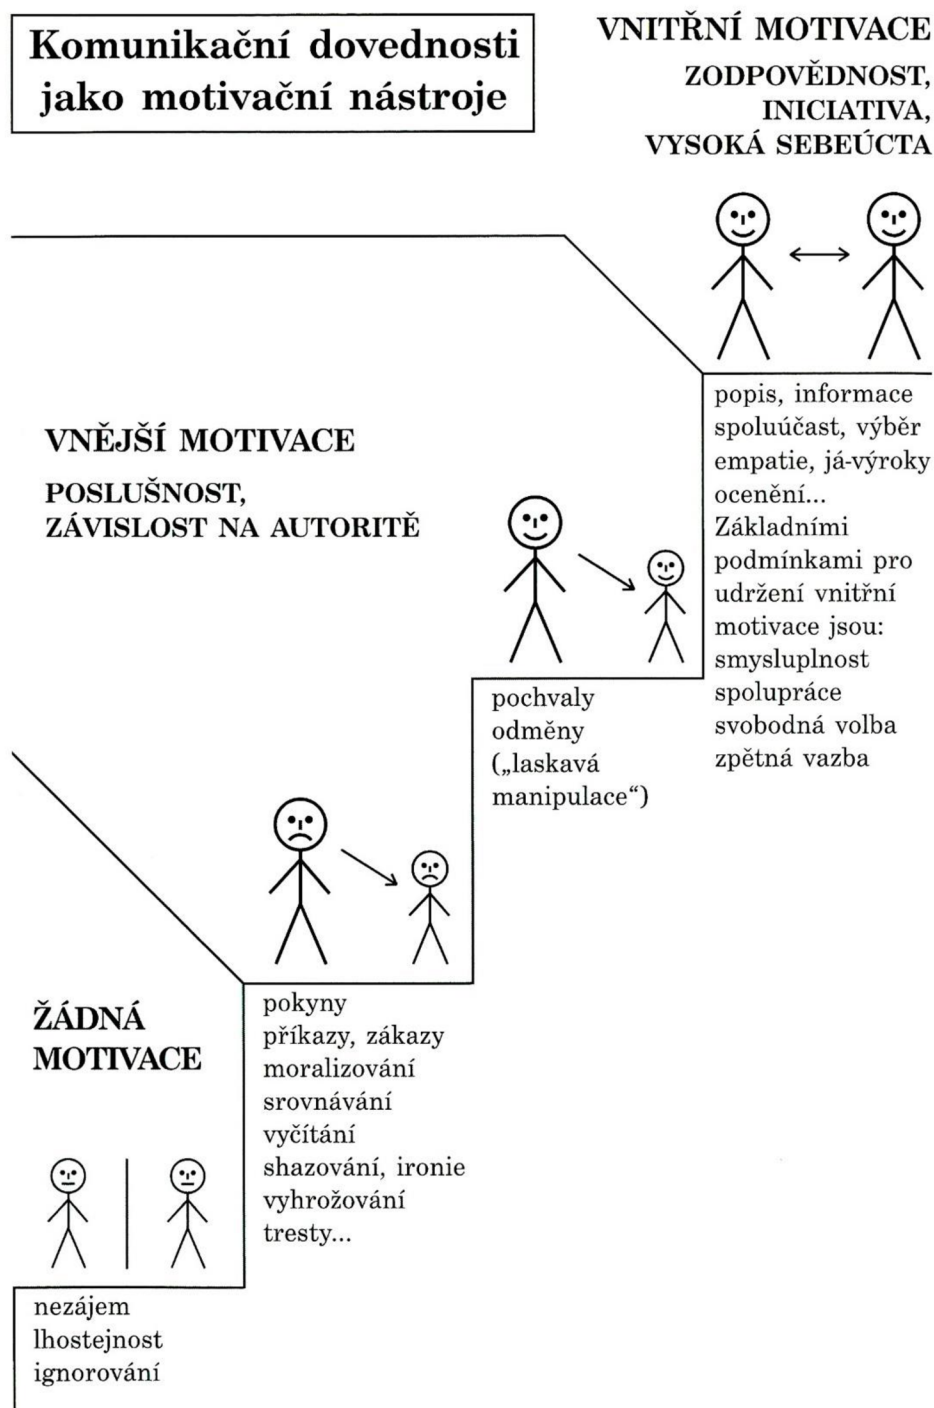 Komunikační dovednosti
jako motivační nástroje
VNITŘNÍ MOTIVACE
ZODPOVĚDNOST,
INICIATIVA,
VYSOKÁ SEBEÚCTA
popis, informace
spoluúčast, výběr
empatie, já-výroky
ocenění...
Základními
podmínkami pro
udržení vnitřní
motivace jsou:
smysluplnost
spolupráce
svobodná volba
zpětná vazba
VNĚJŠÍ MOTIVACE
POSLUŠNOST,
ZÁVISLOST NA AUTORITĚ
pochvaly
odměny
(„laskavá
manipulace“)
pokyny
příkazy, zákazy
moralizování
srovnávání
vyčítání
shazování, ironie
vyhrožování
tresty...
ŽÁDNÁ
MOTIVACE
nezájem
lhostejnost
ignorování